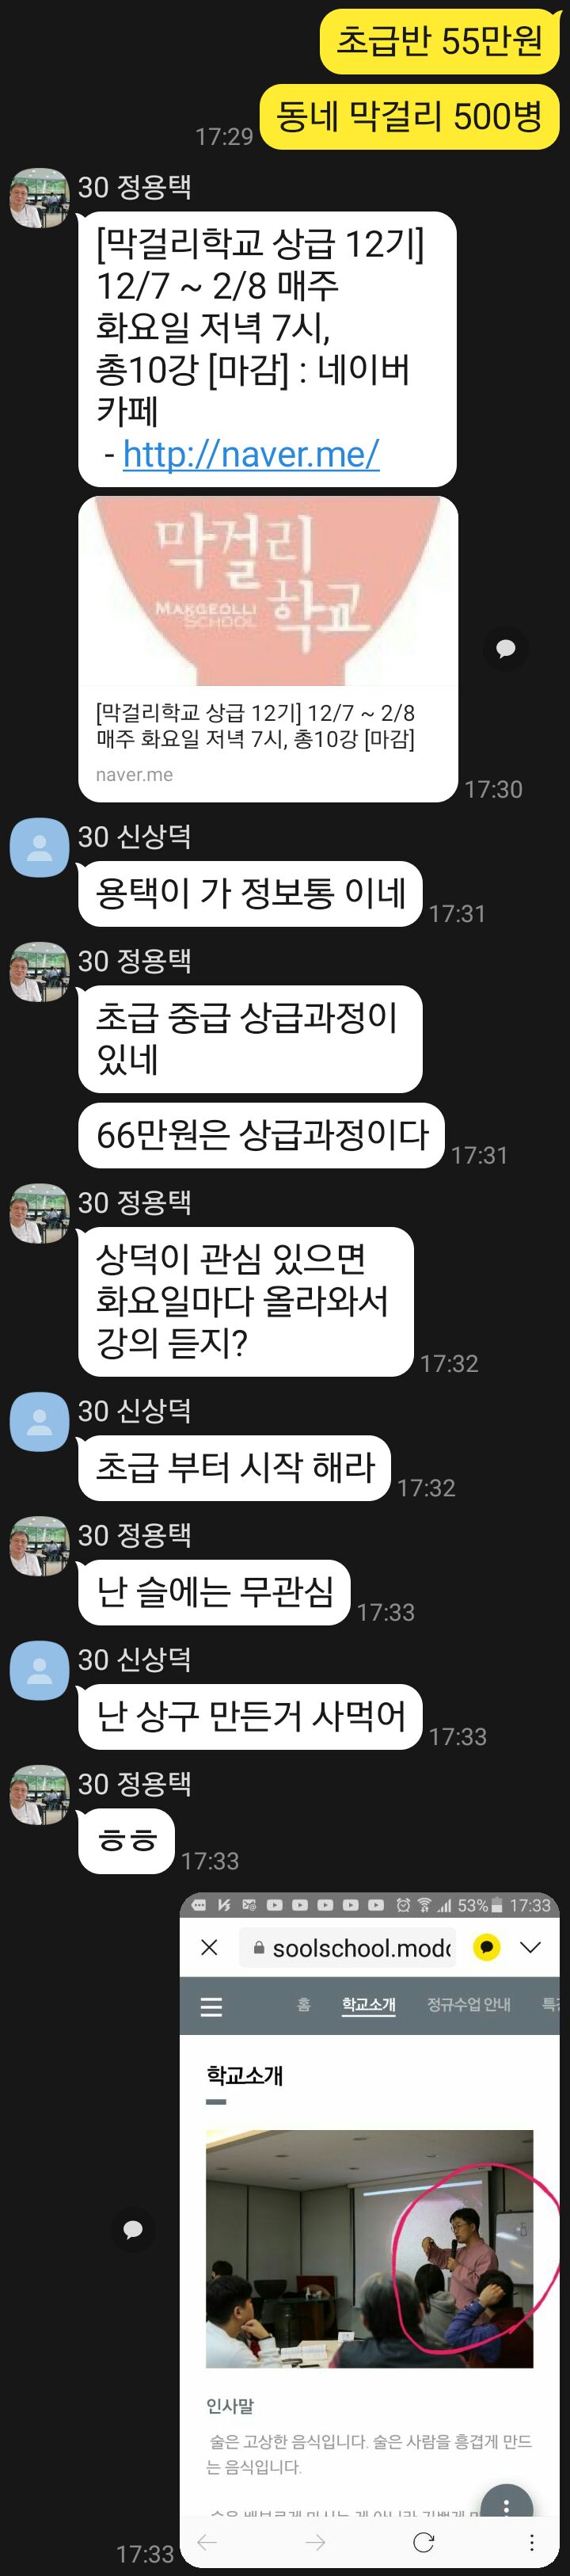 초급반 55만원
동네 막걸리 500병
17:29
30 정용택
[막걸리학교 상급 12기]
12/7 ~ 2/8 매주
화요일 저녁 7시,
총10강 [마감] : 네이버
카페
- http://naver.me/
막걸리
MAKGEOLLI
SCHOOL
학교
[막걸리학교 상급 12기] 12/7 ~ 2/8
매주 화요일 저녁 7시, 총10강 [마감]
naver.me
17:30
30 신상덕
용택이 가 정보통 이네
17:31
30 정용택
초급 중급 상급과정이
있네
66만원은 상급과정이다
17:31
30 정용택
상덕이 관심 있으면
화요일마다 올라와서
강의 듣지?
17:32
30 신상덕
초급 부터 시작 해라
17:32
30 정용택
난 슬에는 무관심
17:33
30 신상덕
난 상구 만든거 사먹어
17:33
30 정용택
ㅎㅎ
17:33
53% 17:33
soolschool.modo
홈 학교소개 정규수업 안내
학교소개
인사말
술은 고상한 음식입니다. 술은 사람을 흥겹게 만드
는 음식입니다.
17:33